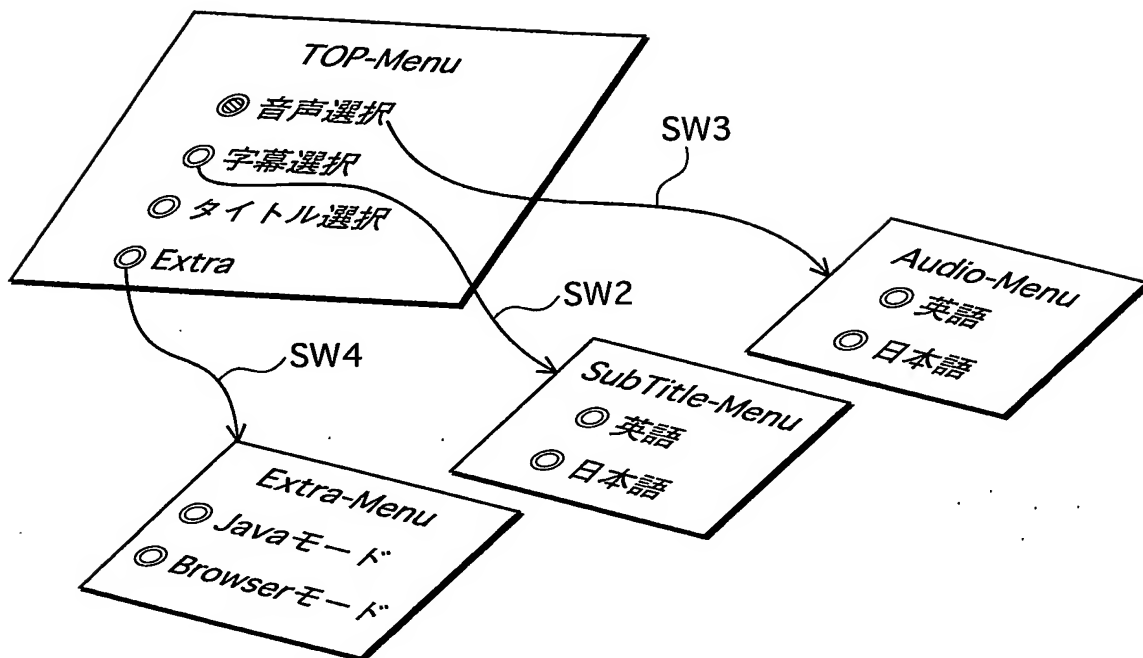 TOP-Menu
音声選択
字幕選択
タイトル選択
Extra
SW3
SW2
SW4
Audio-Menu
英語
日本語
SubTitle-Menu
英語
日本語
Extra-Menu
Javaモード
Browserモード